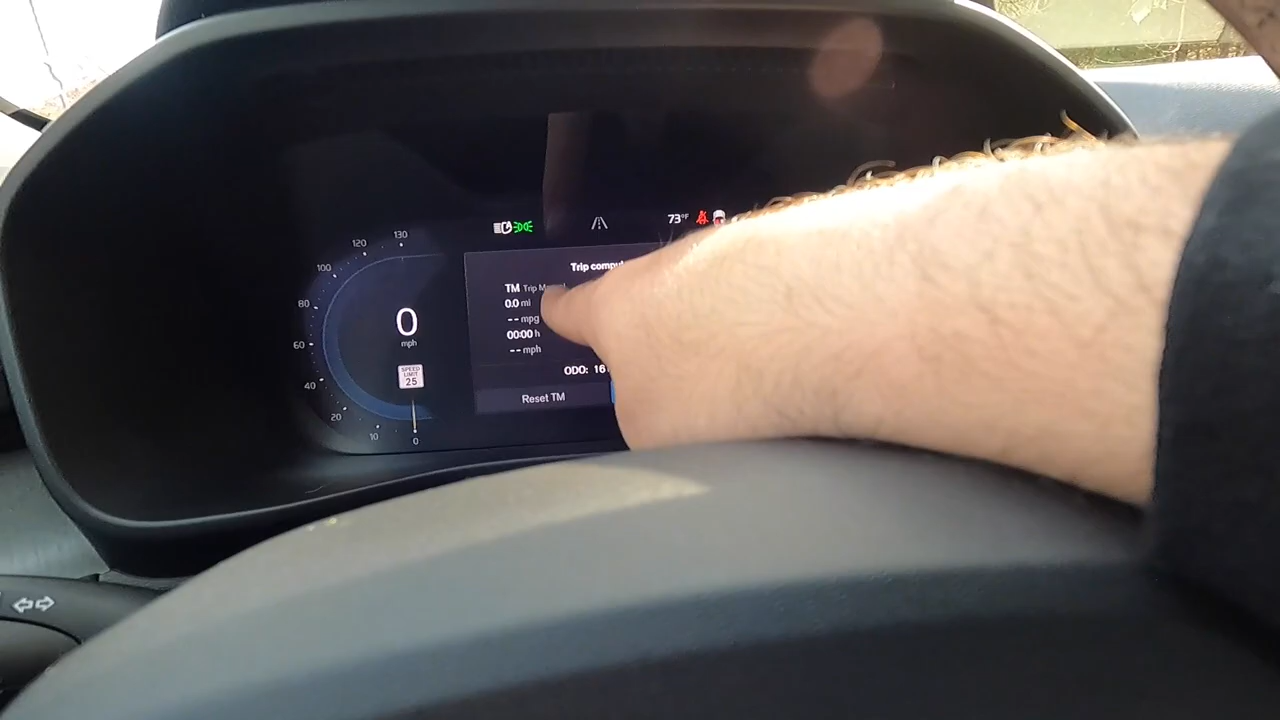 130
120
100
80
60
40
20
10
0
0
mph
SPEED
LIMIT
25
73°F
Trip
TM Trip
0.0 mi
-- mpg
00:00 h
-- mph
ODO: 16
Reset TM